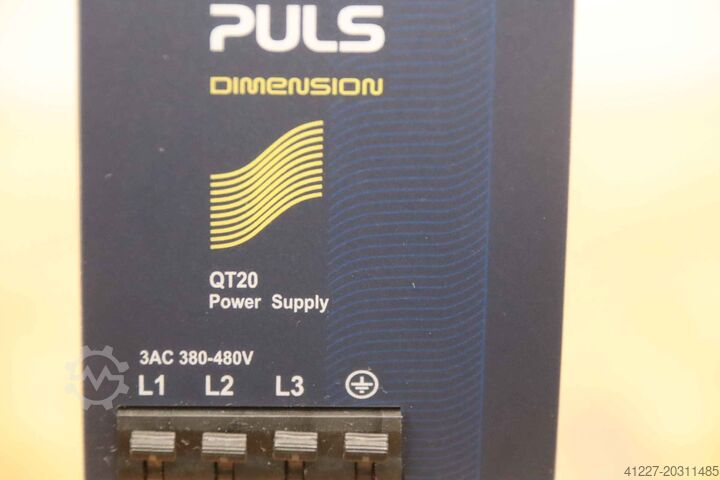 PULS
DIMENSION
QT20
Power Supply
3AC 380-480V
L1 L2 L3
41227-20311485